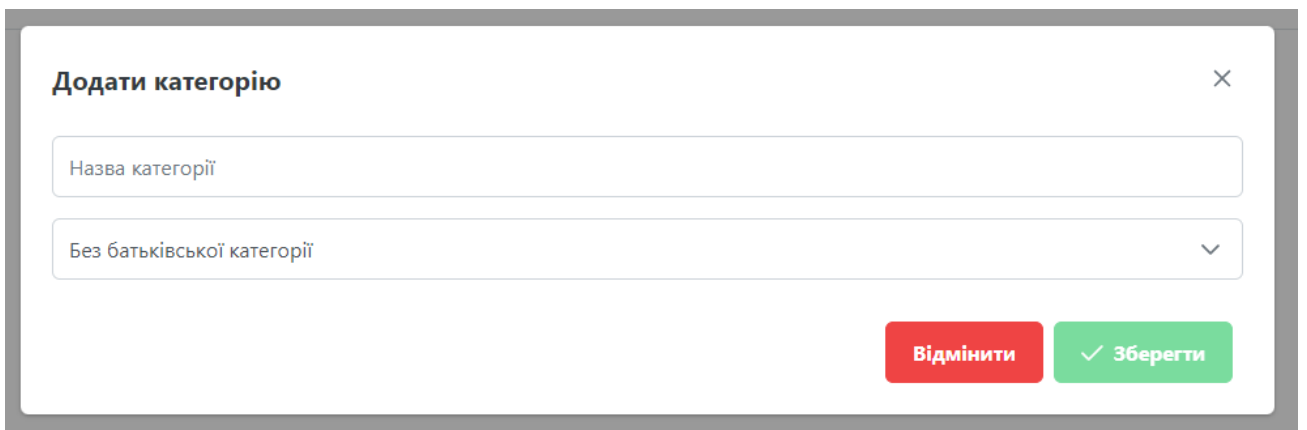 Додати категорію
Назва категорії
Без батьківської категорії
Відмінити
Зберегти